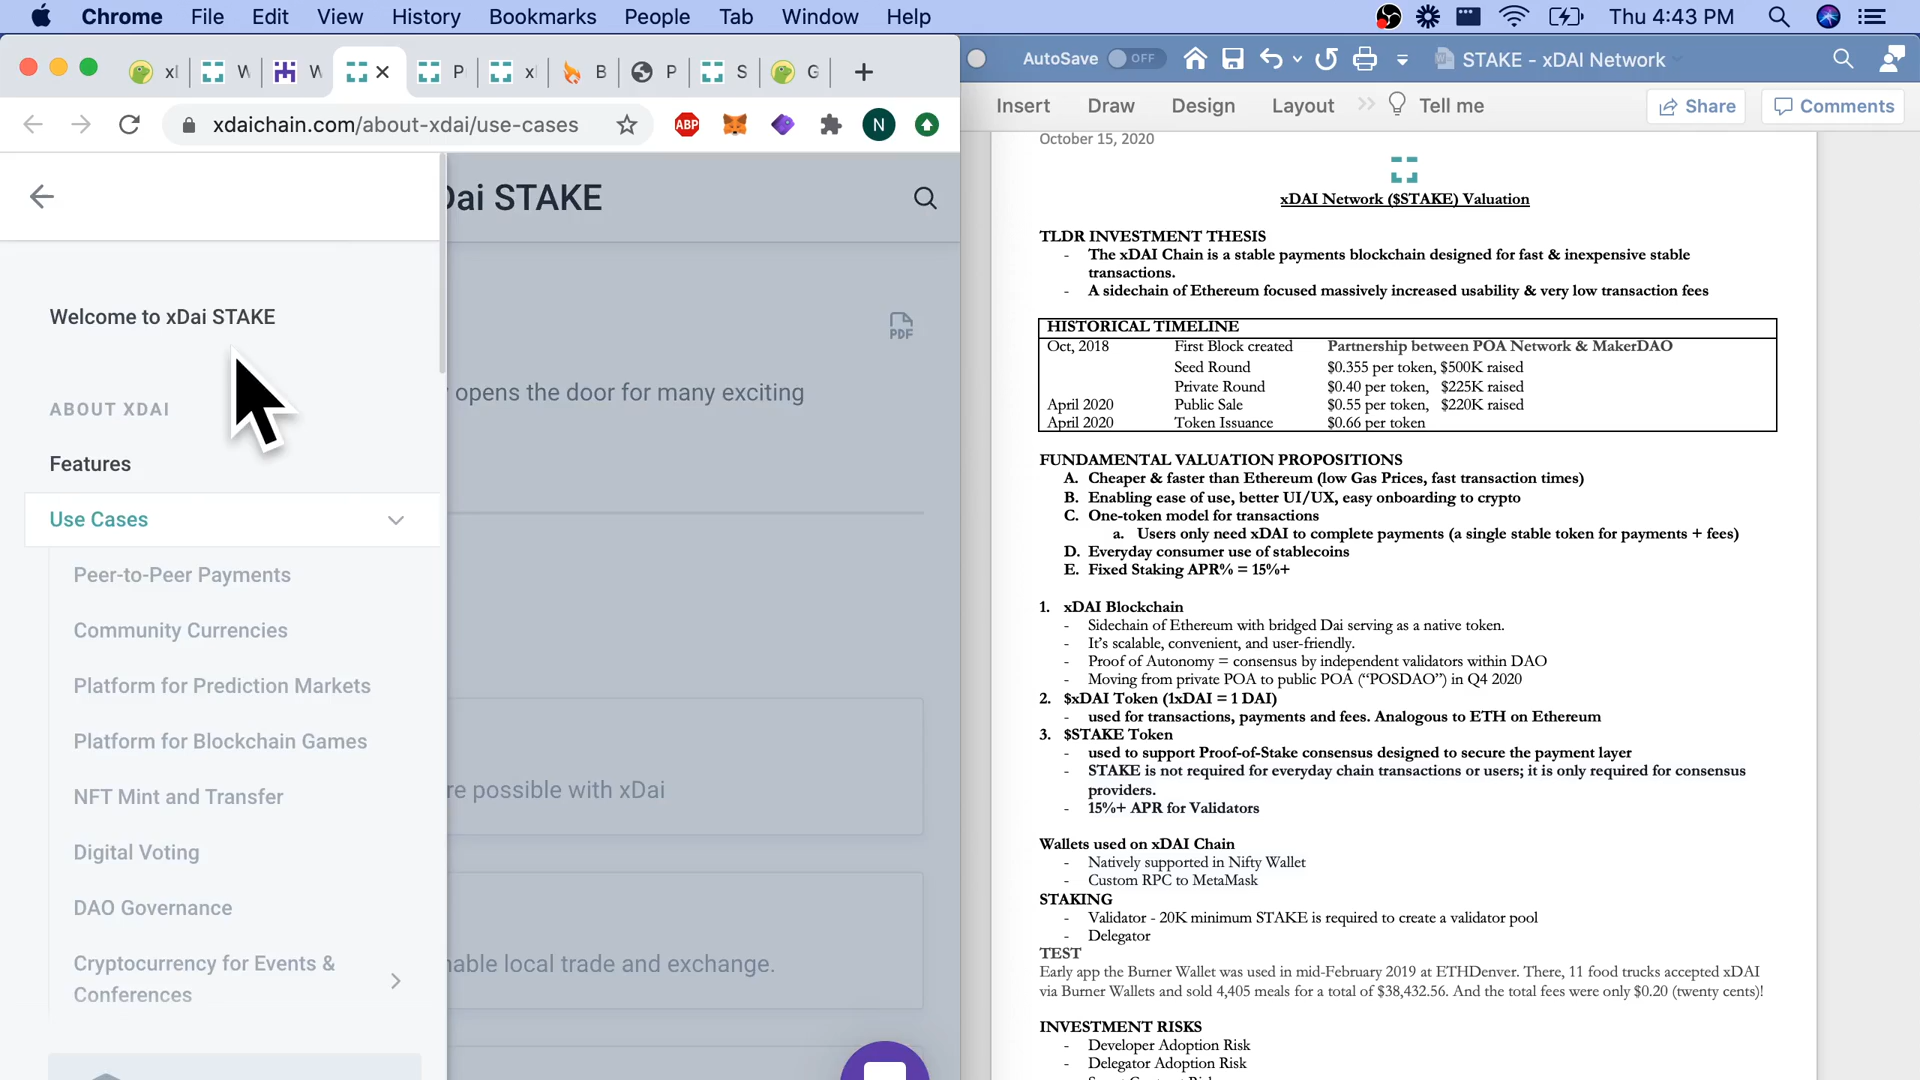 Chrome File Edit View History Bookmarks People Tab Window Help
Thu 4:43 PM
xl W W P xl B P S G
xdaichain.com/about-xdai/use-cases
ABP
N
Dai STAKE
PDF
Welcome to xDai STAKE
ABOUT XDAI
Features
Use Cases
Peer-to-Peer Payments
Community Currencies
Platform for Prediction Markets
Platform for Blockchain Games
NFT Mint and Transfer
Digital Voting
DAO Governance
Cryptocurrency for Events &
Conferences
opens the door for many exciting
re possible with xDai
nable local trade and exchange.
AutoSave OFF
STAKE - xDAI Network
Insert Draw Design Layout Tell me
Share Comments
October 15, 2020
xDAI Network ($STAKE) Valuation
TLDR INVESTMENT THESIS
- The xDAI Chain is a stable payments blockchain designed for fast & inexpensive stable
transactions.
- A sidechain of Ethereum focused massively increased usability & very low transaction fees
HISTORICAL TIMELINE
Oct, 2018 First Block created Partnership between POA Network & MakerDAO
Seed Round $0.355 per token, $500K raised
Private Round $0.40 per token, $225K raised
April 2020 Public Sale $0.55 per token, $220K raised
April 2020 Token Issuance $0.66 per token
FUNDAMENTAL VALUATION PROPOSITIONS
A. Cheaper & faster than Ethereum (low Gas Prices, fast transaction times)
B. Enabling ease of use, better UI/UX, easy onboarding to crypto
C. One-token model for transactions
a. Users only need xDAI to complete payments (a single stable token for payments + fees)
D. Everyday consumer use of stablecoins
E. Fixed Staking APR% = 15%+
1. xDAI Blockchain
- Sidechain of Ethereum with bridged Dai serving as a native token.
- It's scalable, convenient, and user-friendly.
- Proof of Autonomy = consensus by independent validators within DAO
- Moving from private POA to public POA ("POSDAO") in Q4 2020
2. $xDAI Token (1xDAI = 1 DAI)
- used for transactions, payments and fees. Analogous to ETH on Ethereum
3. $STAKE Token
- used to support Proof-of-Stake consensus designed to secure the payment layer
- STAKE is not required for everyday chain transactions or users; it is only required for consensus
providers.
- 15%+ APR for Validators
Wallets used on xDAI Chain
- Natively supported in Nifty Wallet
- Custom RPC to MetaMask
STAKING
- Validator - 20K minimum STAKE is required to create a validator pool
- Delegator
TEST
Early app the Burner Wallet was used in mid-February 2019 at ETHDenver. There, 11 food trucks accepted xDAI
via Burner Wallets and sold 4,405 meals for a total of $38,432.56. And the total fees were only $0.20 (twenty cents)!
INVESTMENT RISKS
- Developer Adoption Risk
- Delegator Adoption Risk